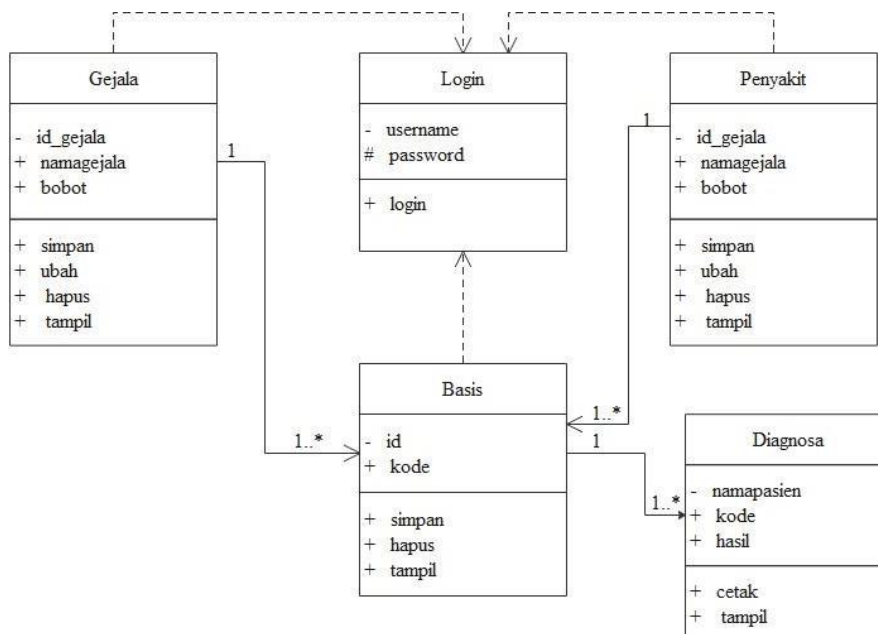 Gejala
- id_gejala
+ namagejala
+ bobot
+ simpan
+ ubah
+ hapus
+ tampil
Login
- username
# password
+ login
Penyakit
- id_gejala
+ namagejala
+ bobot
+ simpan
+ ubah
+ hapus
+ tampil
1
1..*
1
1..*
Basis
- id
+ kode
+ simpan
+ hapus
+ tampil
1
1..*
Diagnosa
- namapasien
+ kode
+ hasil
+ cetak
+ tampil